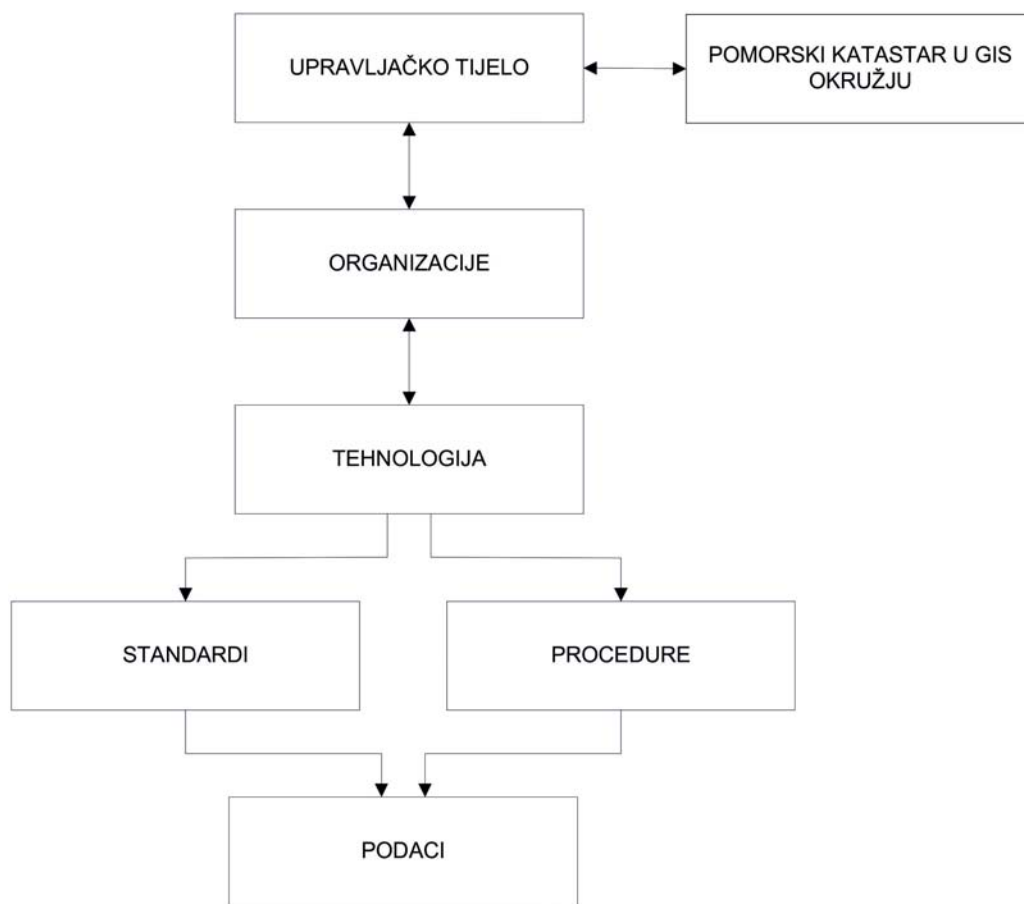 UPRAVLJAČKO TIJELO
POMORSKI KATASTAR U GIS
OKRUŽJU
ORGANIZACIJE
TEHNOLOGIJA
STANDARDI
PROCEDURE
PODACI